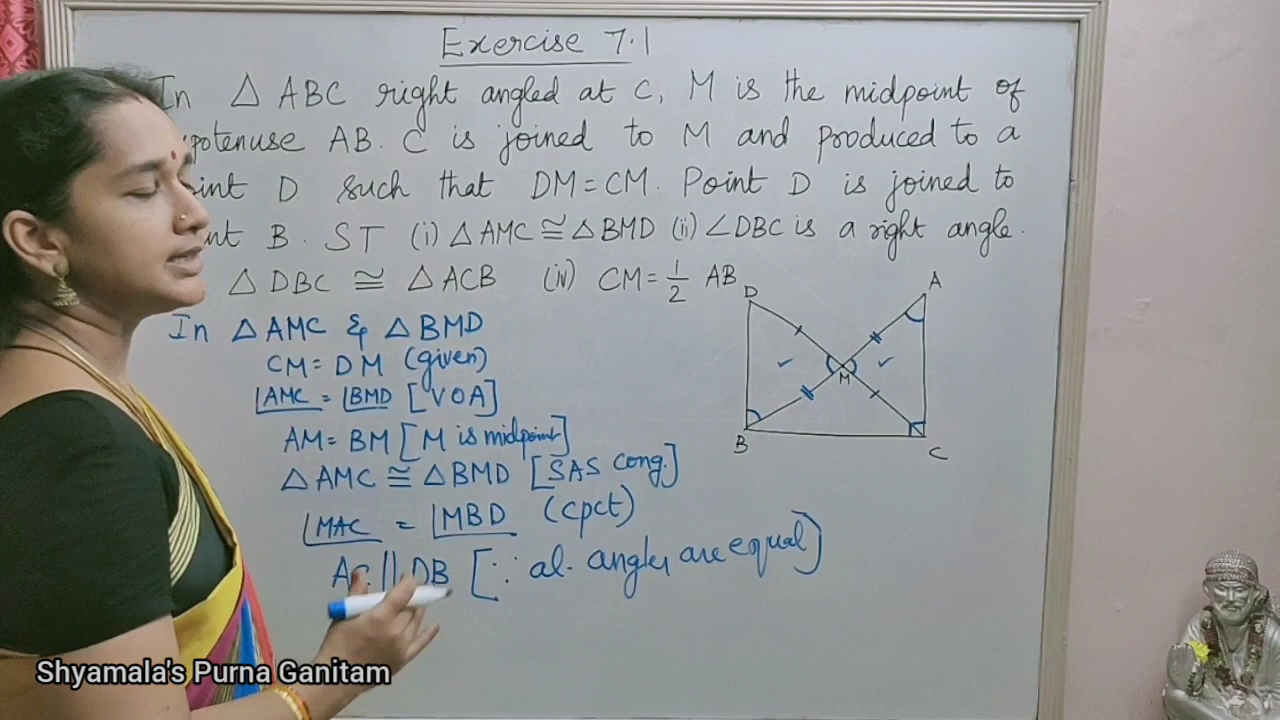 Exercise 7.1
In △ ABC right angled at C, M is the midpoint of
potenuse AB. C is joined to M and produced to a
int D such that DM = CM. Point D is joined to
nt B. ST (i) △AMC ≅ △BMD (ii) ∠DBC is a right angle.
△ DBC ≅ △ ACB (iv) CM = 1/2 AB
D
A
M
B
C
In △ AMC & △ BMD
CM = DM (given)
∠AMC = ∠BMD [VOA]
AM = BM [M is midpoint]
△ AMC ≅ △ BMD [SAS cong.]
∠MAC = ∠MBD (cpct)
AC || DB [∵ al. angles are equal]
Shyamala's Purna Ganitam